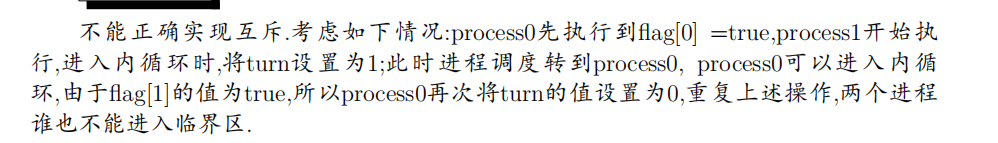 不能正确实现互斥.考虑如下情况:process0先执行到flag[0] =true,process1开始执
行,进入内循环时,将turn设置为1;此时进程调度转到process0, process0可以进入内循
环,由于flag[1]的值为true,所以process0再次将turn的值设置为0,重复上述操作,两个进程
谁也不能进入临界区.